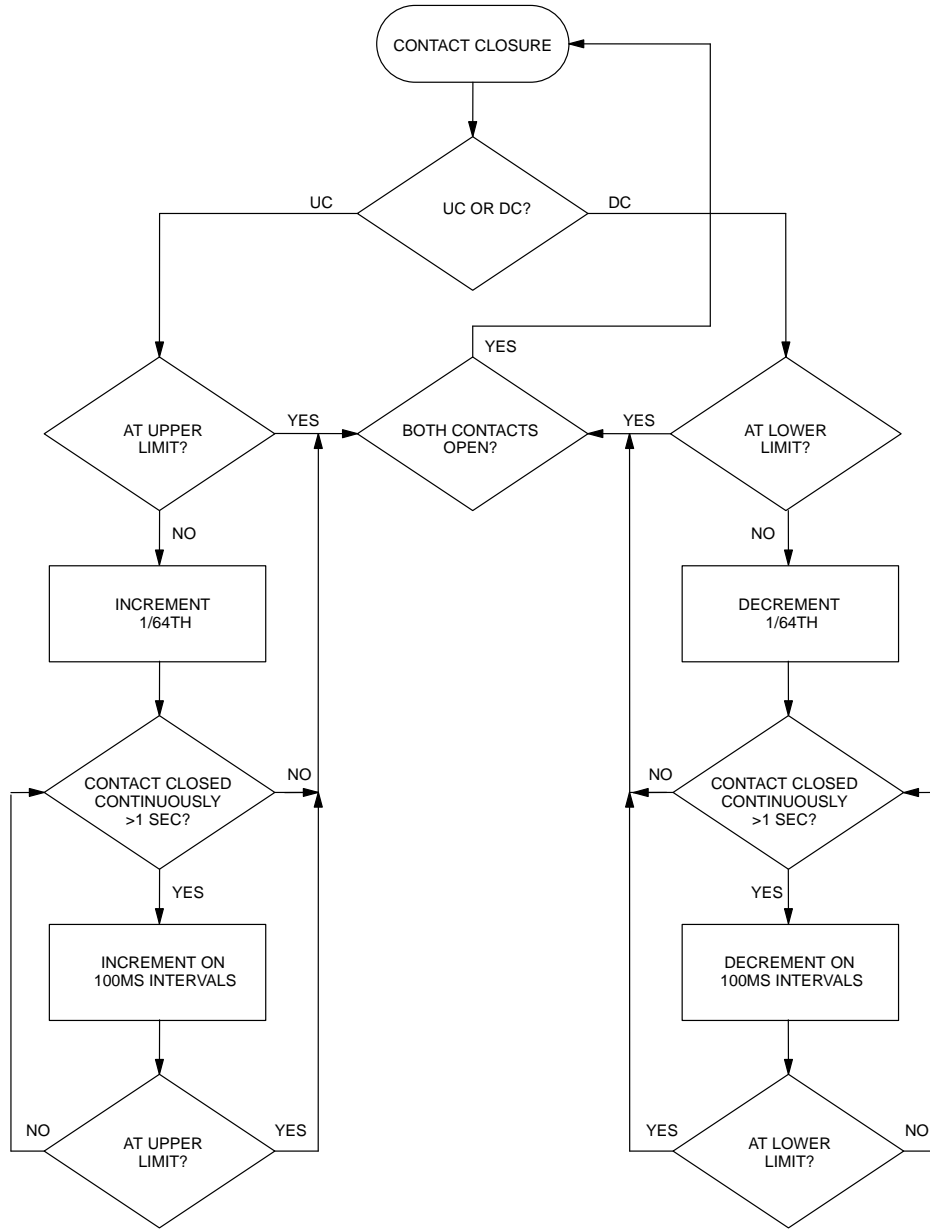 CONTACT CLOSURE
UC
UC OR DC?
DC
YES
AT UPPER
LIMIT?
YES
BOTH CONTACTS
OPEN?
YES
AT LOWER
LIMIT?
NO
NO
INCREMENT
1/64TH
DECREMENT
1/64TH
CONTACT CLOSED
CONTINUOUSLY
>1 SEC?
NO
NO
CONTACT CLOSED
CONTINUOUSLY
>1 SEC?
YES
YES
INCREMENT ON
100MS INTERVALS
DECREMENT ON
100MS INTERVALS
NO
AT UPPER
LIMIT?
YES
YES
AT LOWER
LIMIT?
NO